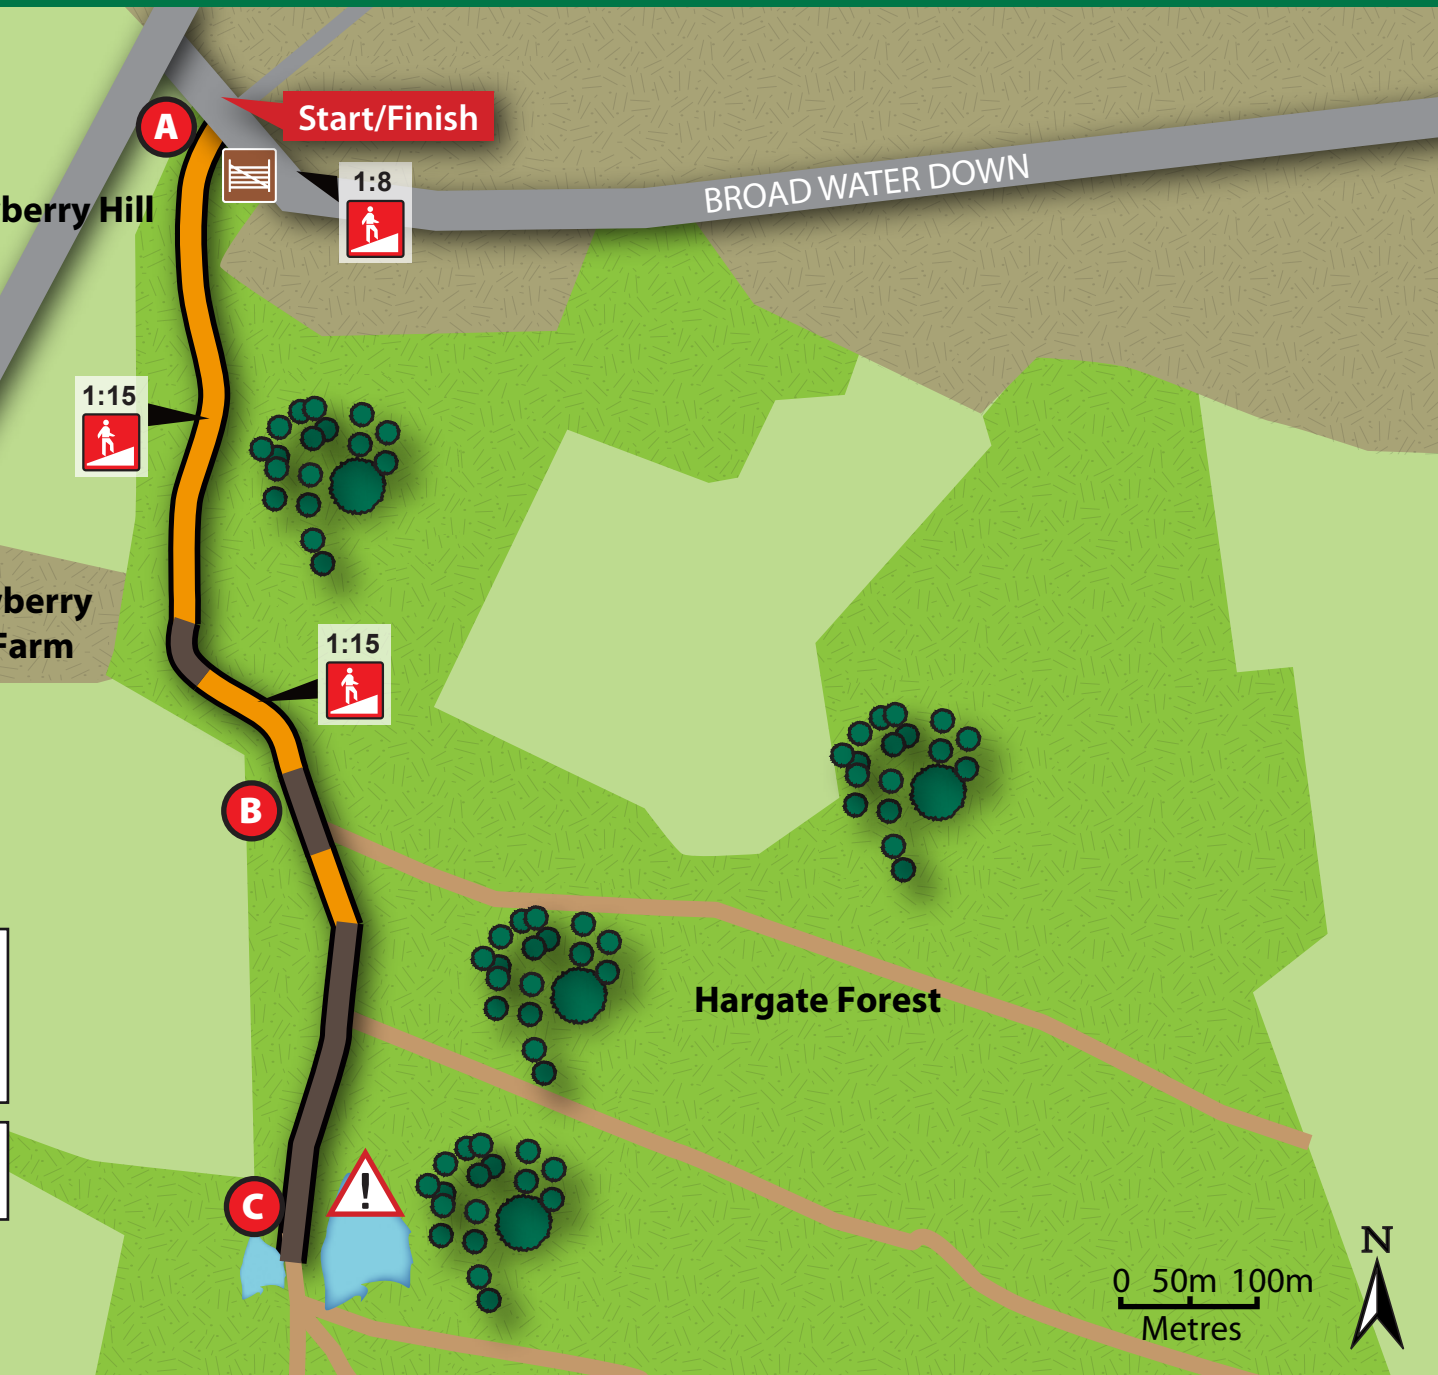 A
Start/Finish
1:8
BROAD WATER DOWN
berry Hill
1:15
berry
Farm
1:15
B
Hargate Forest
C
!
N
0 50m 100m
Metres